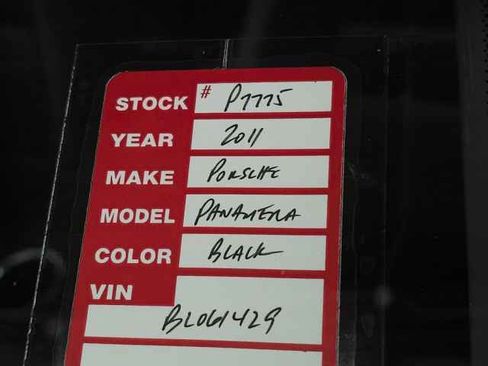 STOCK # P7775
YEAR 2011
MAKE PORSCHE
MODEL PANAMERA
COLOR BLACK
VIN
BL061429